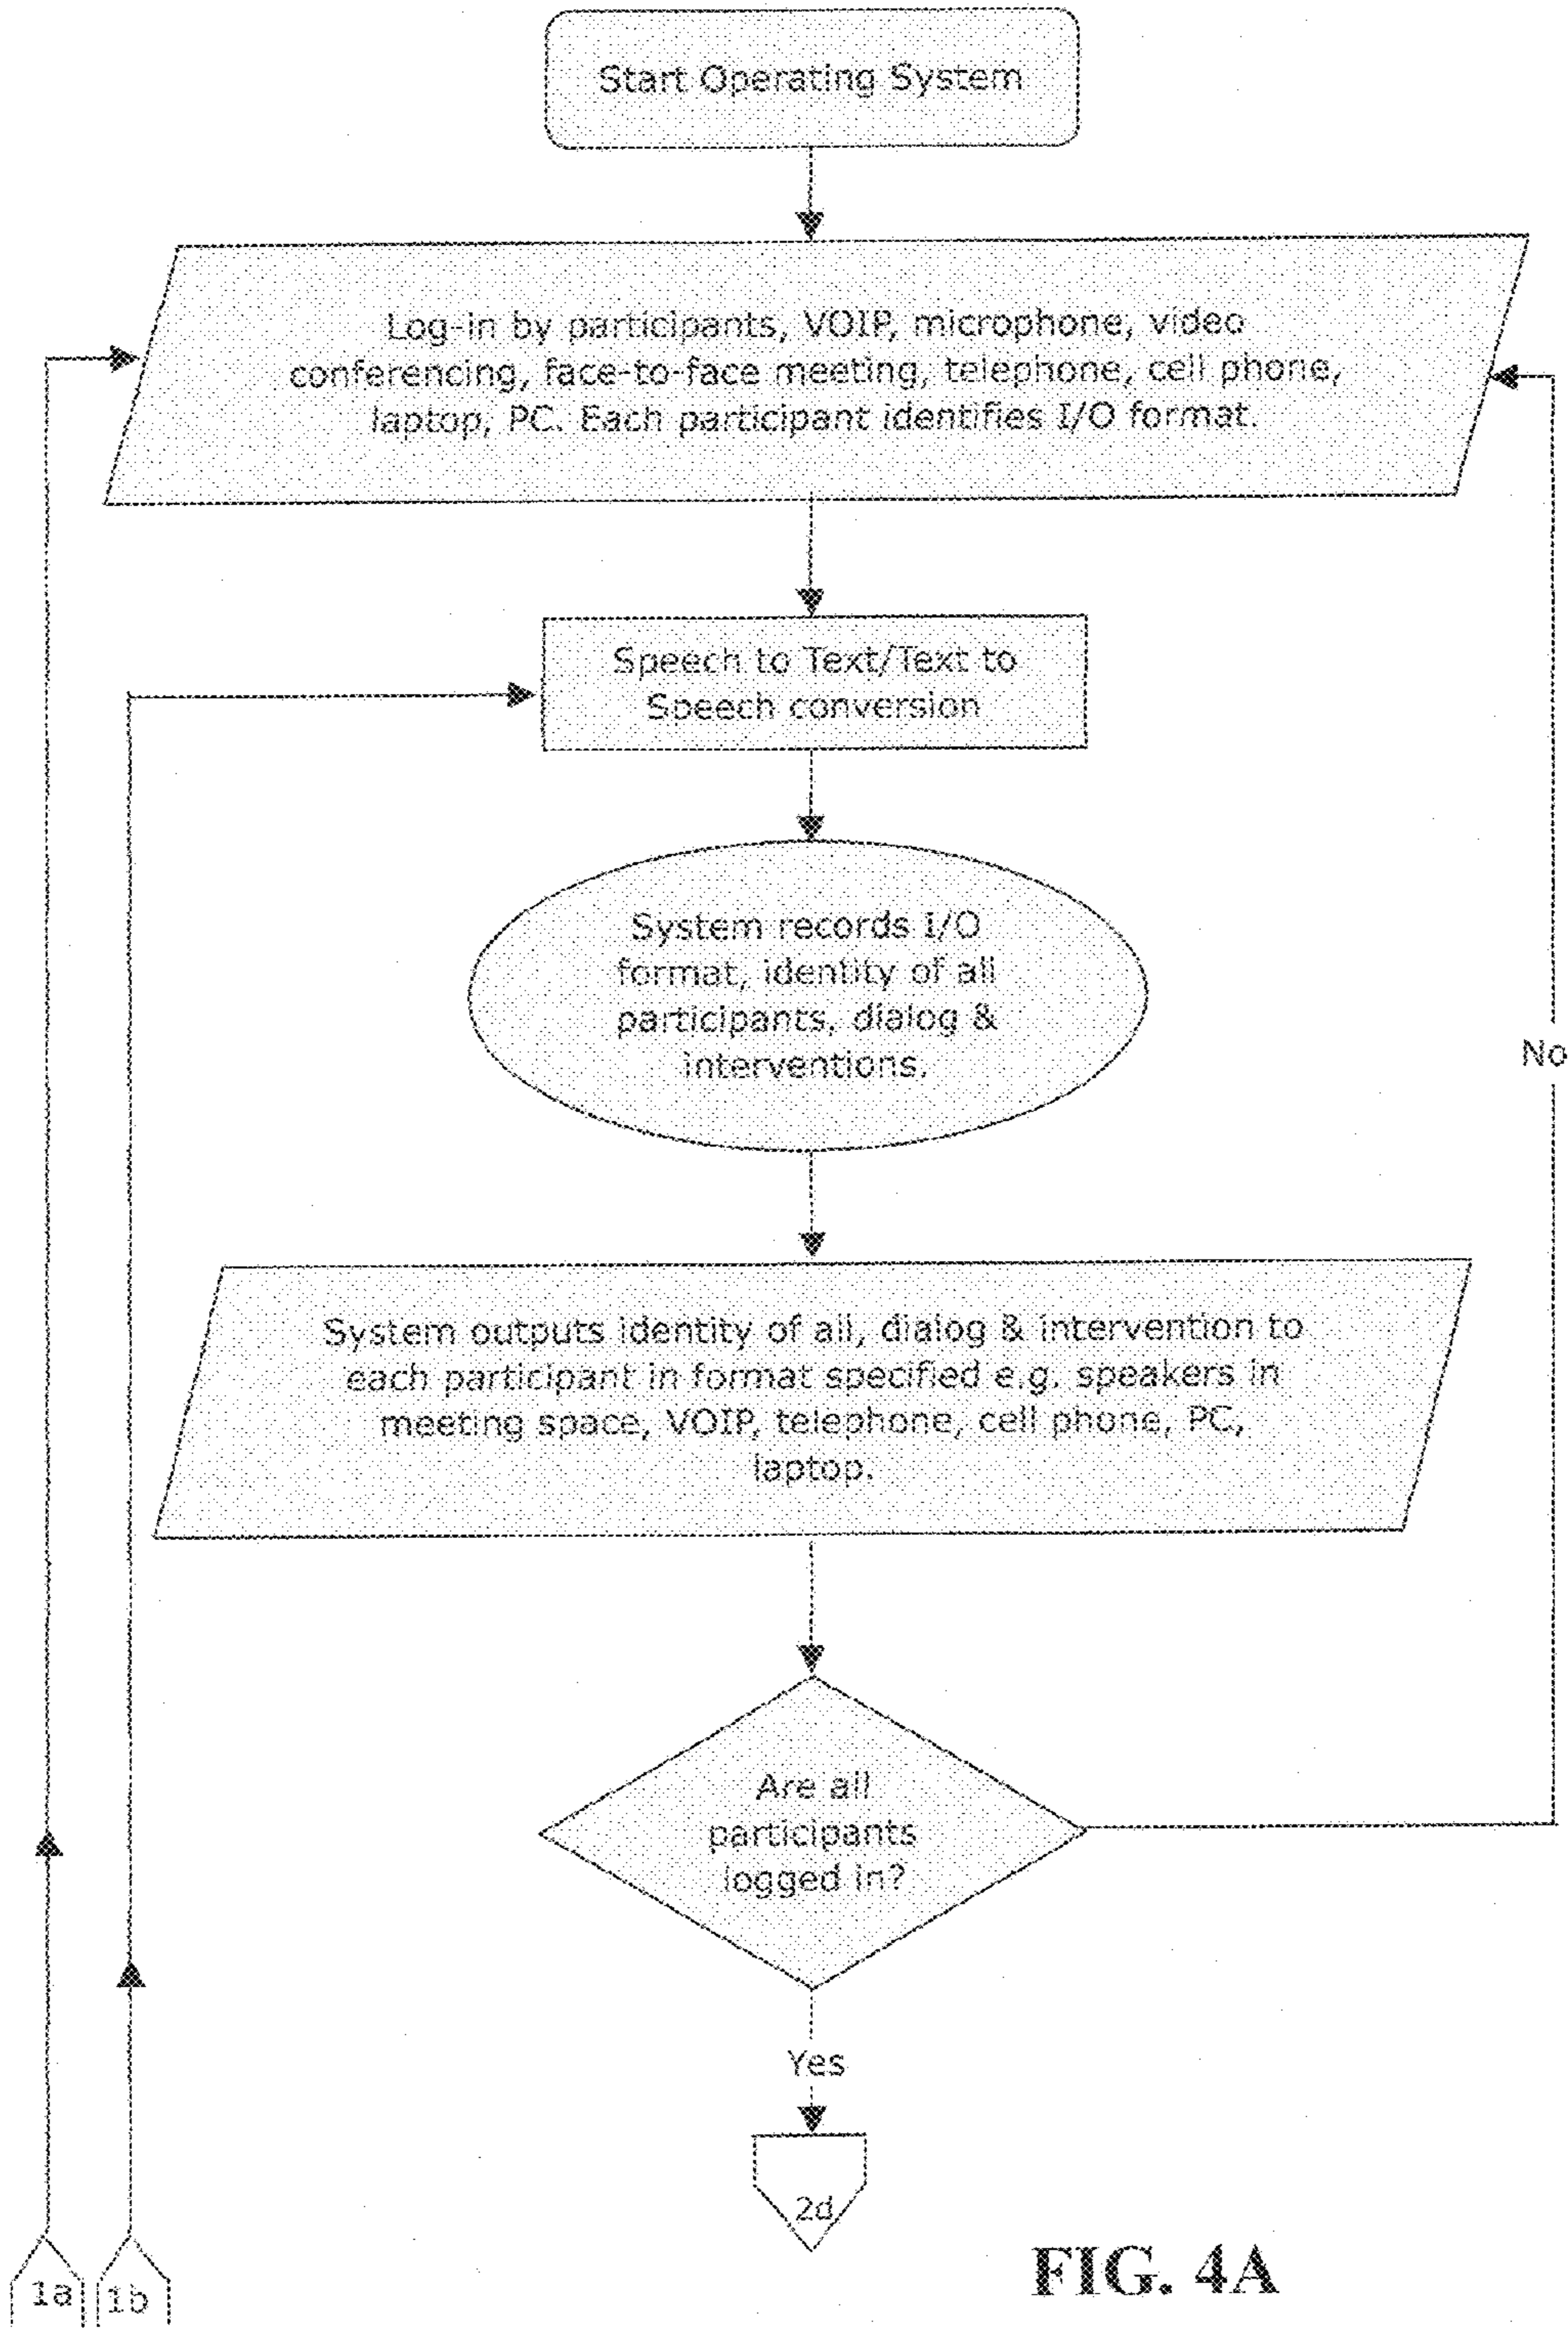 Start Operating System
Log-in by participants, VOIP, microphone, video
conferencing, face-to-face meeting, telephone, cell phone,
laptop, PC. Each participant identifies I/O format.
Speech to Text/Text to
Speech conversion
System records I/O
format, identity of all
participants, dialog &
interventions.
No
System outputs identity of all, dialog & intervention to
each participant in format specified e.g. speakers in
meeting space, VOIP, telephone, cell phone, PC,
laptop.
Are all
participants
logged in?
Yes
2d
1a
1b
FIG. 4A